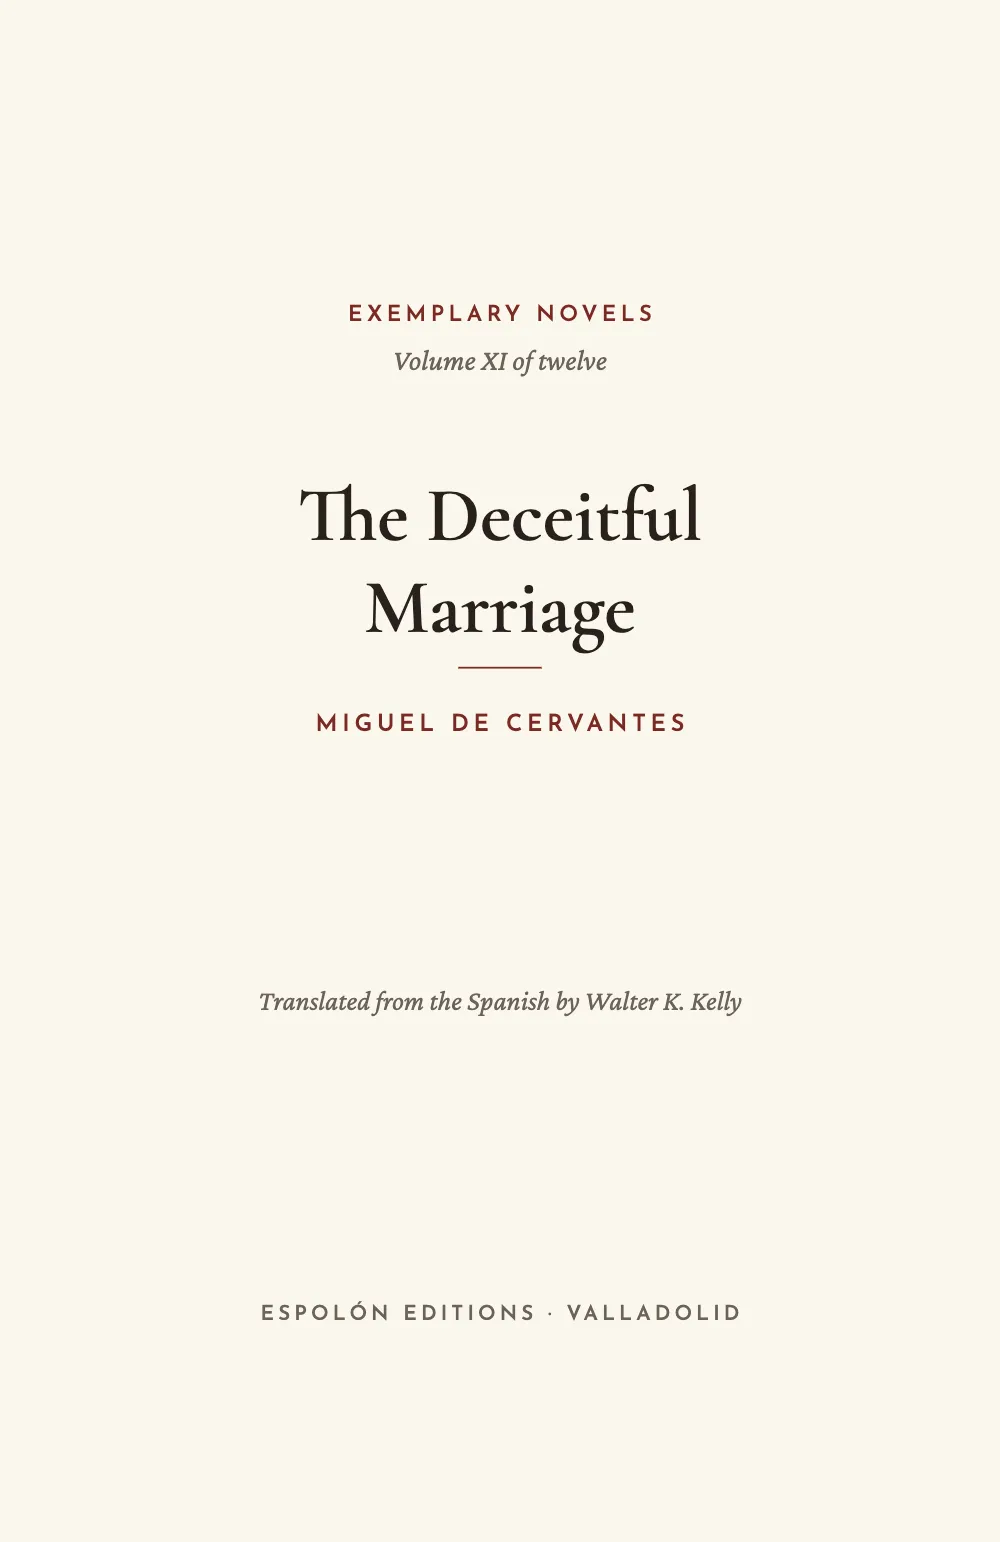 EXEMPLARY NOVELS
Volume XI of twelve
The Deceitful
Marriage
MIGUEL DE CERVANTES
Translated from the Spanish by Walter K. Kelly
ESPOLÓN EDITIONS · VALLADOLID